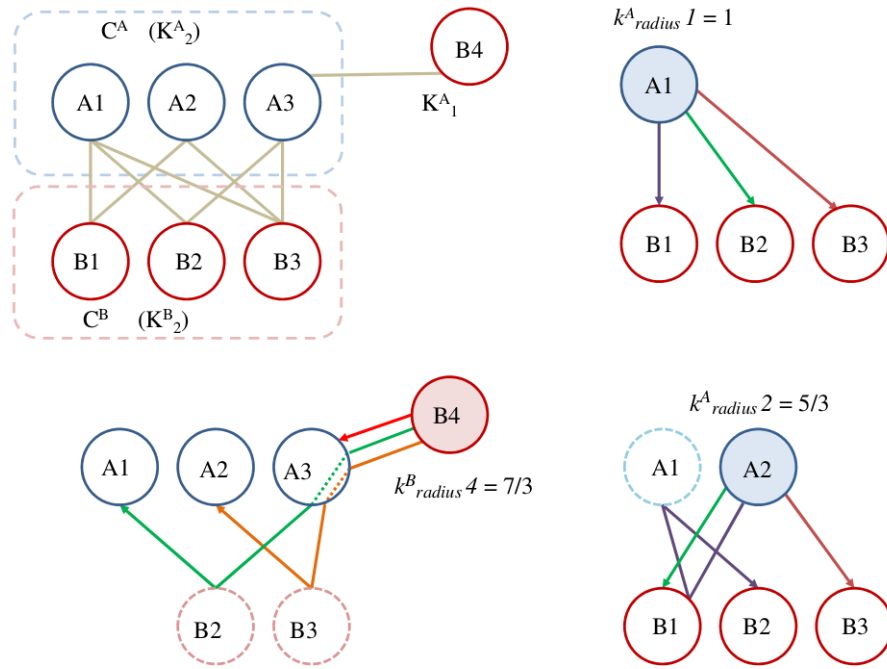 C^A (K^A_2)
A1 A2 A3
B4
K^A_1
B1 B2 B3
C^B (K^B_2)
k^A_radius 1 = 1
A1
B1 B2 B3
B4
A1 A2 A3
k^B_radius 4 = 7/3
B2 B3
k^A_radius 2 = 5/3
A1 A2
B1 B2 B3